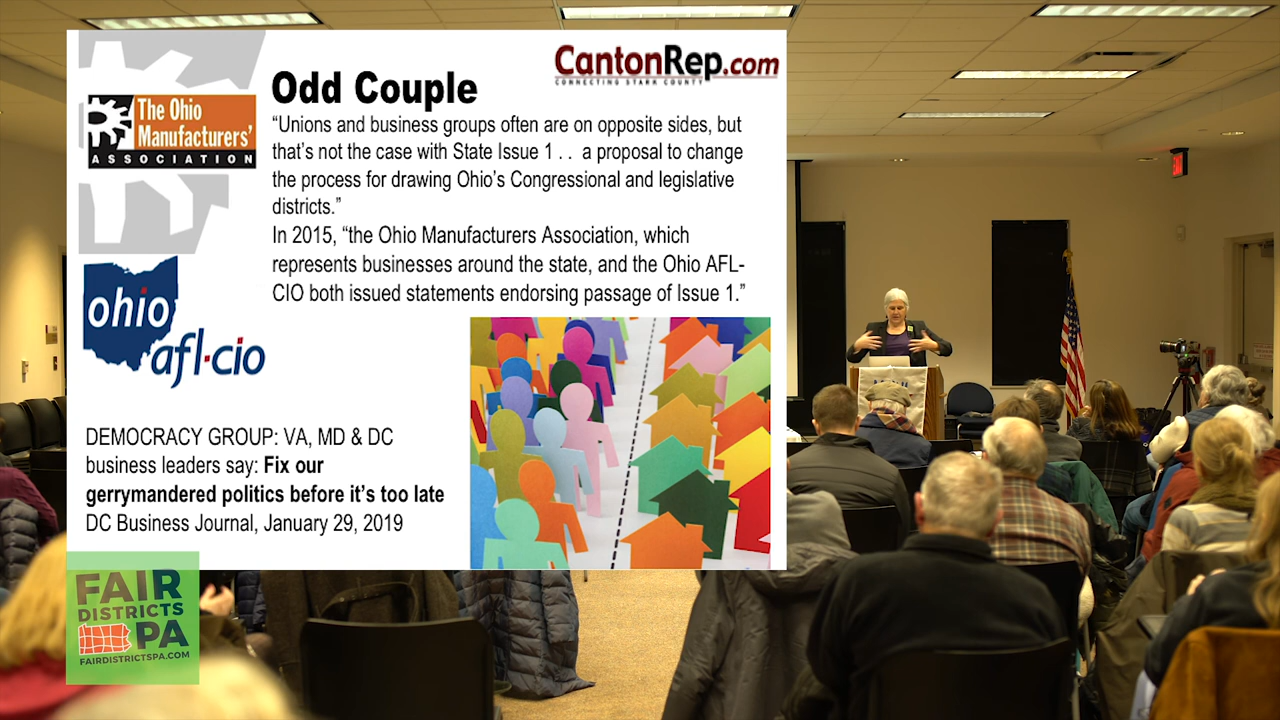 CantonRep.com
CONNECTING STARK COUNTY
Odd Couple
The Ohio
Manufacturers'
ASSOCIATION
“Unions and business groups often are on opposite sides, but
that’s not the case with State Issue 1 . . a proposal to change
the process for drawing Ohio’s Congressional and legislative
districts.”
In 2015, “the Ohio Manufacturers Association, which
represents businesses around the state, and the Ohio AFL-
CIO both issued statements endorsing passage of Issue 1.”
ohio
afl·cio
DEMOCRACY GROUP: VA, MD & DC
business leaders say: Fix our
gerrymandered politics before it’s too late
DC Business Journal, January 29, 2019
FAIR
DISTRICTS
PA
FAIRDISTRICTSPA.COM